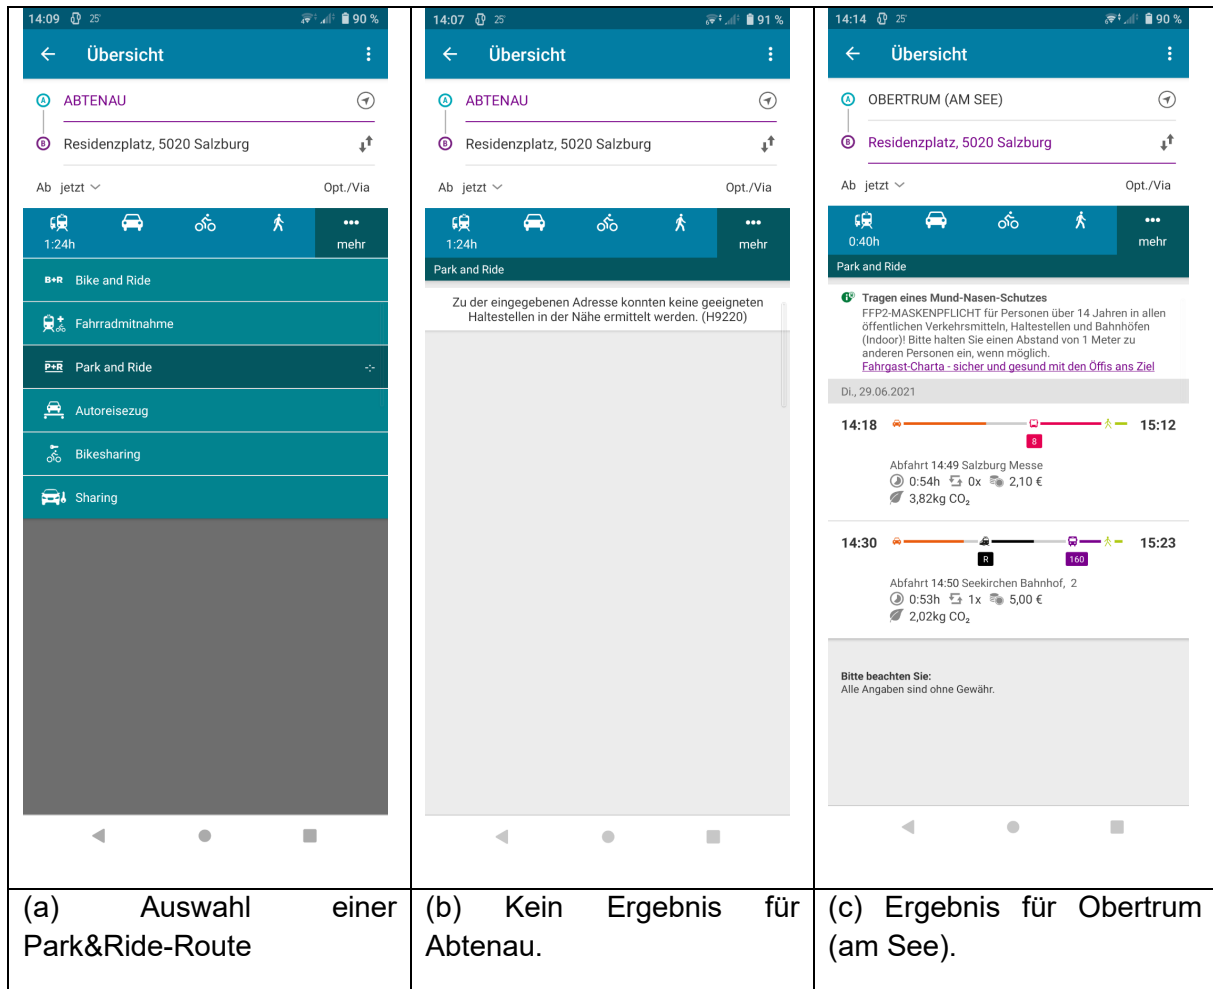 14:09 25° 90 %
Übersicht
A ABTENAU
B Residenzplatz, 5020 Salzburg
Ab jetzt Opt./Via
1:24h mehr
B+R Bike and Ride
Fahrradmitnahme
P+R Park and Ride -:-
Autoreisezug
Bikesharing
Sharing
(a) Auswahl einer
Park&Ride-Route
14:07 25° 91 %
Übersicht
A ABTENAU
B Residenzplatz, 5020 Salzburg
Ab jetzt Opt./Via
1:24h mehr
Park and Ride
Zu der eingegebenen Adresse konnten keine geeigneten
Haltestellen in der Nähe ermittelt werden. (H9220)
(b) Kein Ergebnis für
Abtenau.
14:14 25° 90 %
Übersicht
A OBERTRUM (AM SEE)
B Residenzplatz, 5020 Salzburg
Ab jetzt Opt./Via
0:40h mehr
Park and Ride
Tragen eines Mund-Nasen-Schutzes
FFP2-MASKENPFLICHT für Personen über 14 Jahren in allen
öffentlichen Verkehrsmitteln, Haltestellen und Bahnhöfen
(Indoor)! Bitte halten Sie einen Abstand von 1 Meter zu
anderen Personen ein, wenn möglich.
Fahrgast-Charta - sicher und gesund mit den Öffis ans Ziel
Di., 29.06.2021
14:18 15:12
8
Abfahrt 14:49 Salzburg Messe
0:54h 0x 2,10 €
3,82kg CO₂
14:30 15:23
R 160
Abfahrt 14:50 Seekirchen Bahnhof, 2
0:53h 1x 5,00 €
2,02kg CO₂
Bitte beachten Sie:
Alle Angaben sind ohne Gewähr.
(c) Ergebnis für Obertrum
(am See).